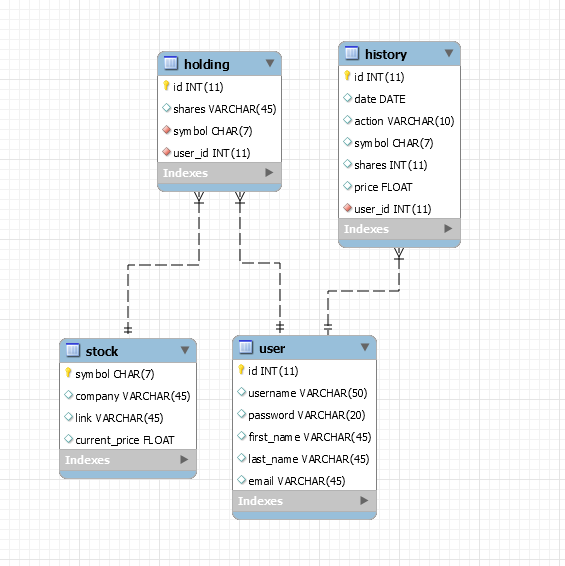 holding
id INT(11)
shares VARCHAR(45)
symbol CHAR(7)
user_id INT(11)
Indexes
history
id INT(11)
date DATE
action VARCHAR(10)
symbol CHAR(7)
shares INT(11)
price FLOAT
user_id INT(11)
Indexes
stock
symbol CHAR(7)
company VARCHAR(45)
link VARCHAR(45)
current_price FLOAT
Indexes
user
id INT(11)
username VARCHAR(50)
password VARCHAR(20)
first_name VARCHAR(45)
last_name VARCHAR(45)
email VARCHAR(45)
Indexes